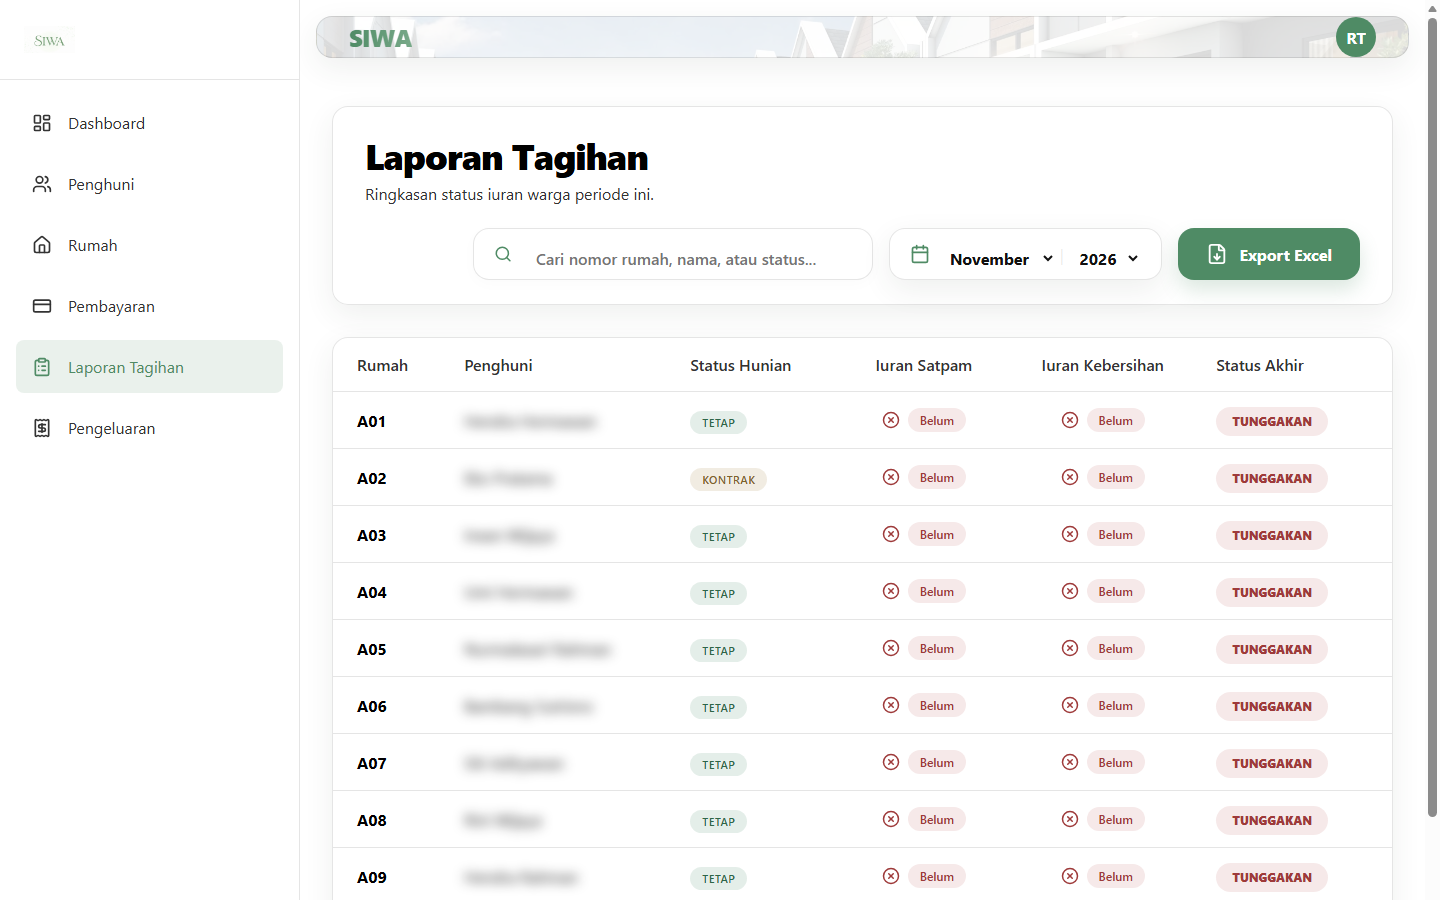 SIWA
SIWA
RT
Dashboard
Penghuni
Rumah
Pembayaran
Laporan Tagihan
Pengeluaran
Laporan Tagihan
Ringkasan status iuran warga periode ini.
Cari nomor rumah, nama, atau status...
November 2026
Export Excel
Rumah Penghuni Status Hunian Iuran Satpam Iuran Kebersihan Status Akhir
A01 TETAP Belum Belum TUNGGAKAN
A02 KONTRAK Belum Belum TUNGGAKAN
A03 TETAP Belum Belum TUNGGAKAN
A04 TETAP Belum Belum TUNGGAKAN
A05 TETAP Belum Belum TUNGGAKAN
A06 TETAP Belum Belum TUNGGAKAN
A07 TETAP Belum Belum TUNGGAKAN
A08 TETAP Belum Belum TUNGGAKAN
A09 TETAP Belum Belum TUNGGAKAN